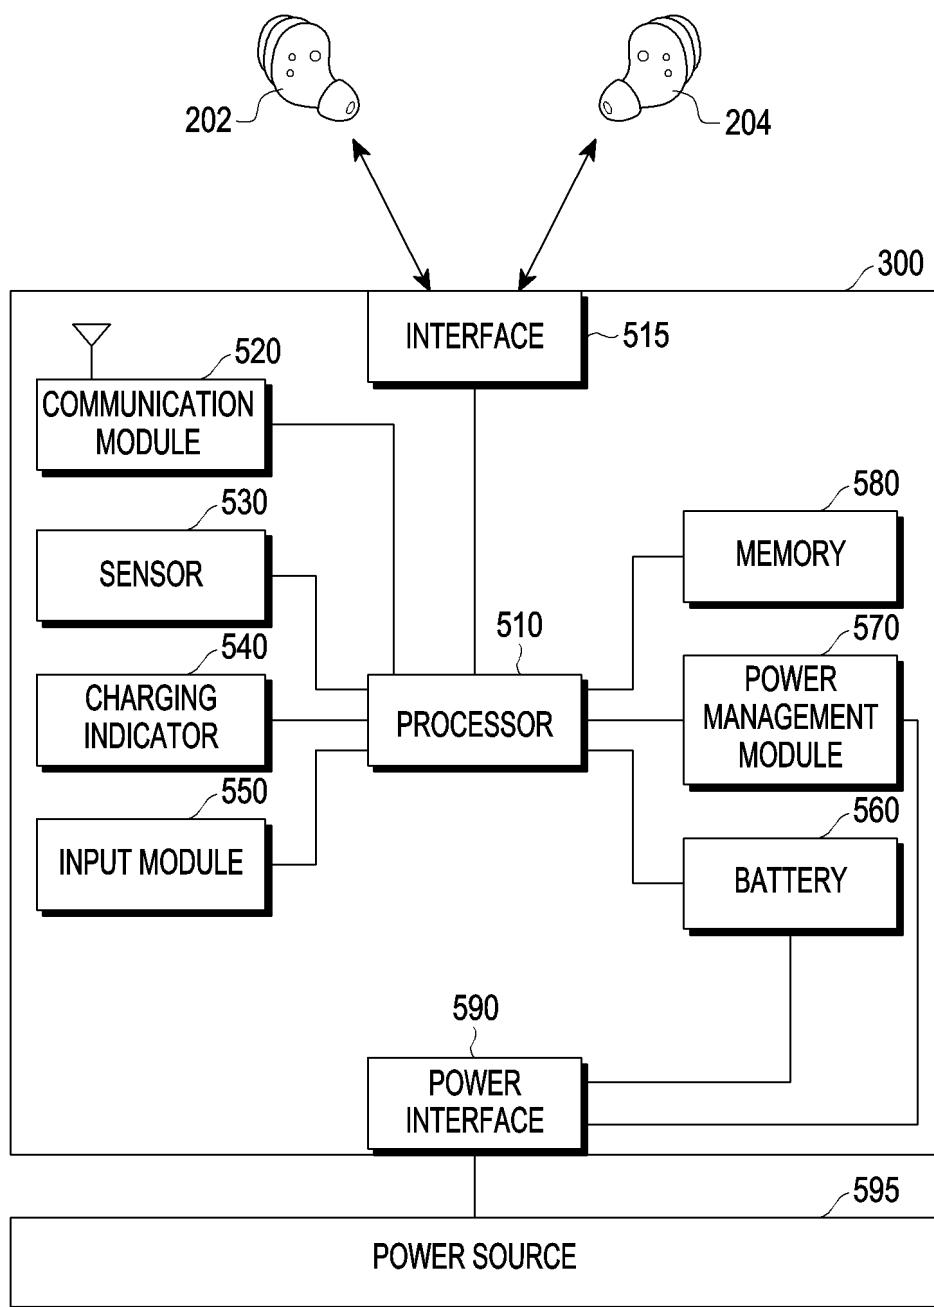 202
204
300
INTERFACE
515
520
COMMUNICATION
MODULE
530
SENSOR
580
MEMORY
540
CHARGING
INDICATOR
510
PROCESSOR
570
POWER
MANAGEMENT
MODULE
550
INPUT MODULE
560
BATTERY
590
POWER
INTERFACE
595
POWER SOURCE